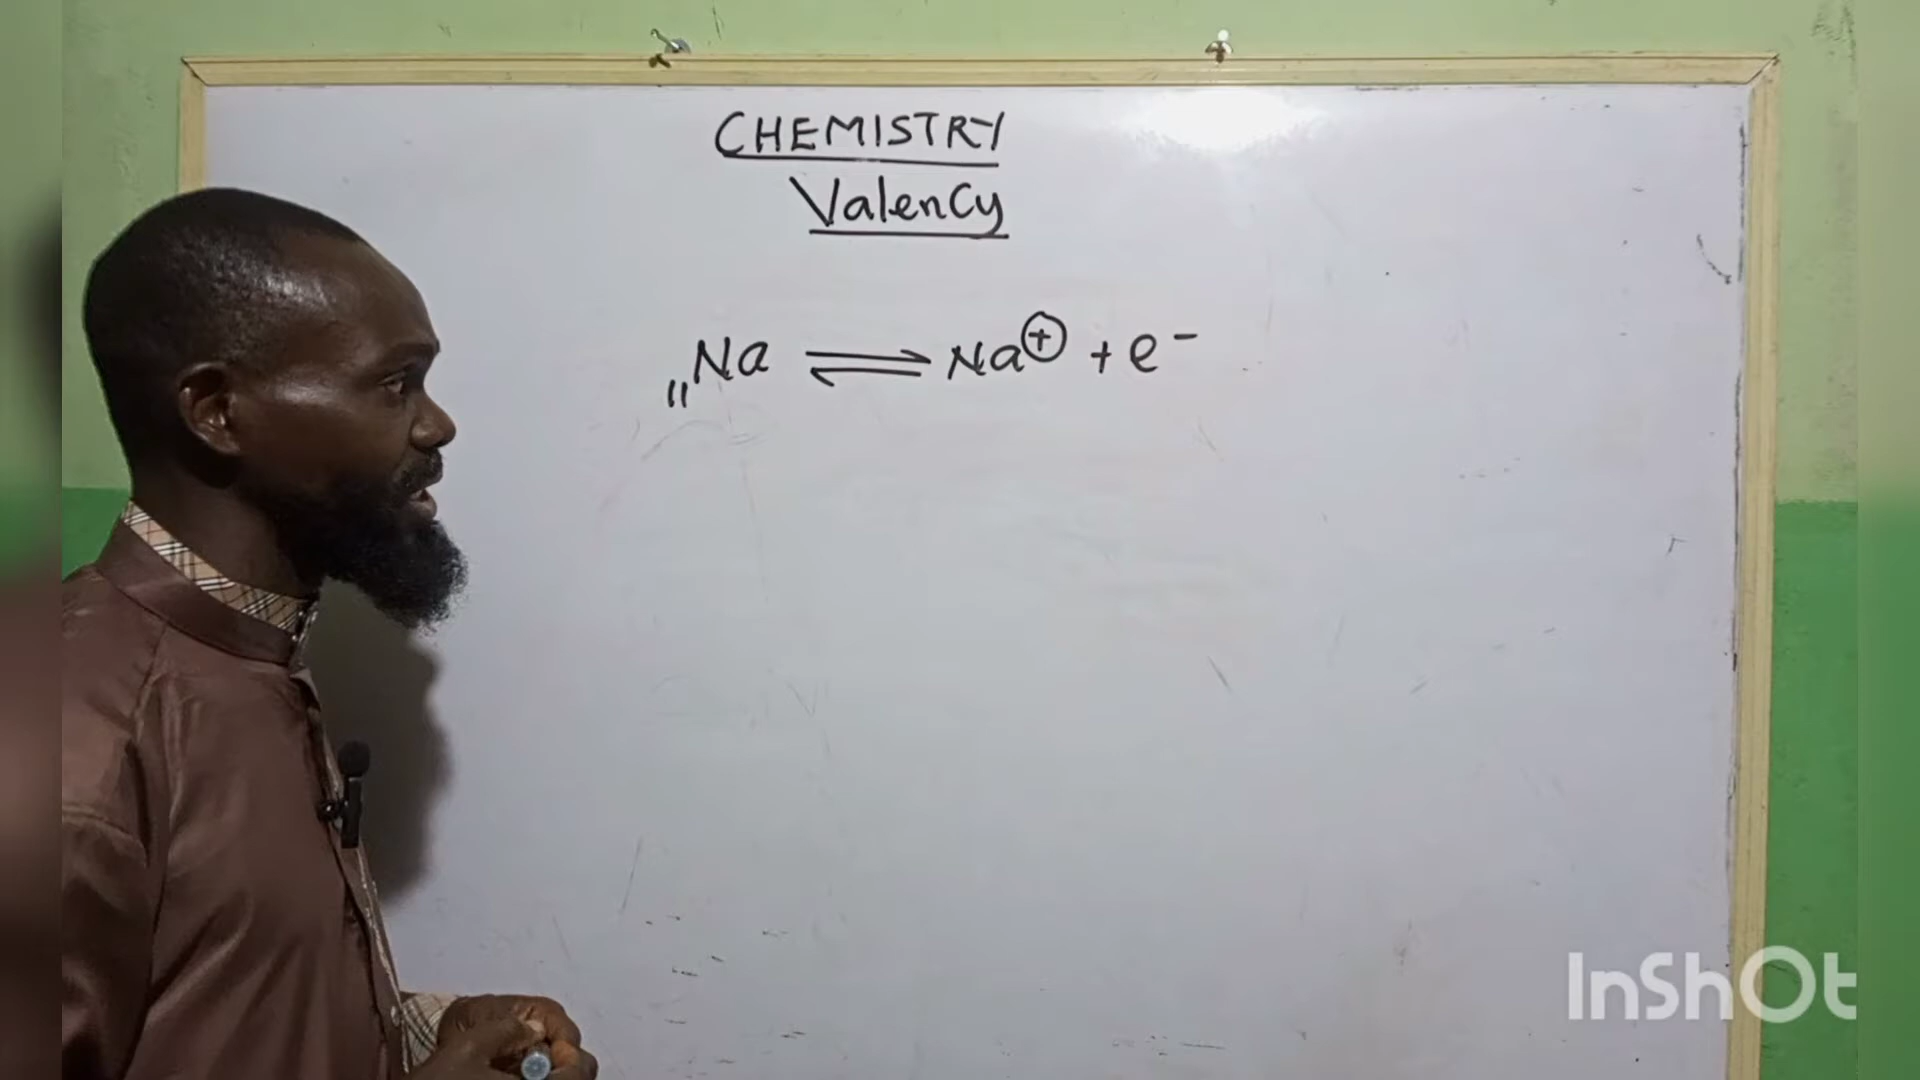 CHEMISTRY
Valency
₁₁Na ⇌ Na⊕ + e⁻
InShOt